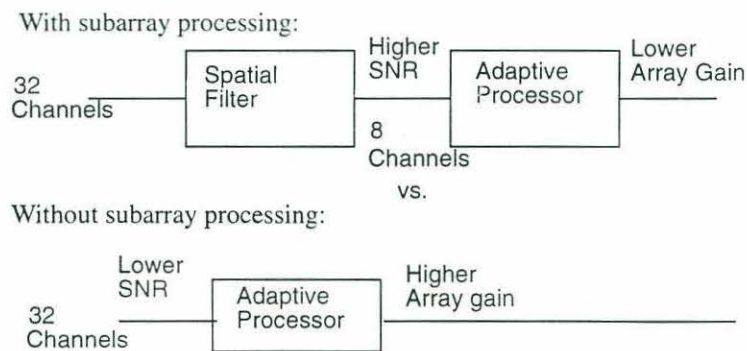 With subarray processing:
32
Channels
Spatial
Filter
Higher
SNR
8
Channels
Adaptive
Processor
Lower
Array Gain
vs.
Without subarray processing:
32
Channels
Lower
SNR
Adaptive
Processor
Higher
Array gain